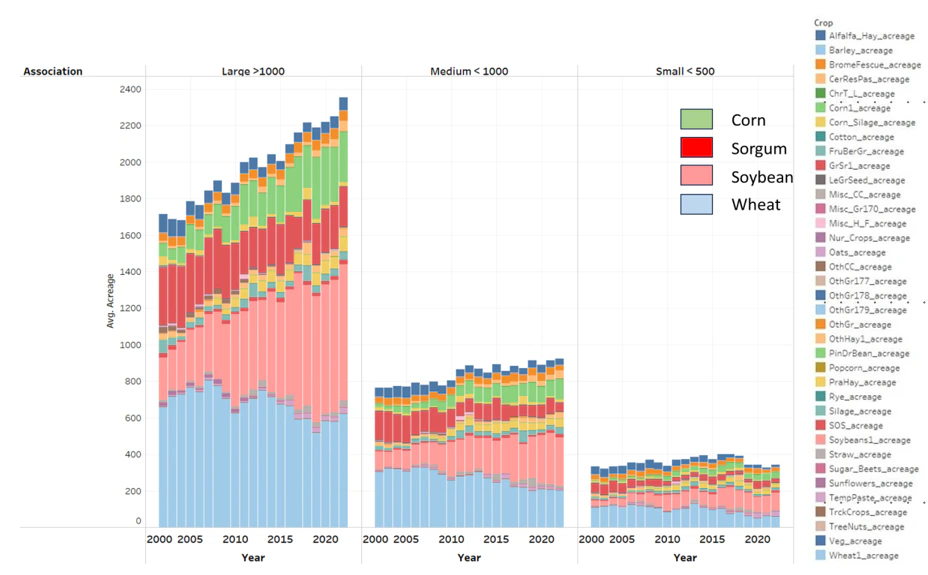 Association
Large >1000
Medium < 1000
Small < 500
Avg. Acreage
2400
2200
2000
1800
1600
1400
1200
1000
800
600
400
200
0
2000 2005 2010 2015 2020
Year
2000 2005 2010 2015 2020
Year
2000 2005 2010 2015 2020
Year
Corn
Sorgum
Soybean
Wheat
Crop
Alfalfa_Hay_acreage
Barley_acreage
BromeFescue_acreage
CerResPas_acreage
ChrT_L_acreage
Corn1_acreage
Corn_Silage_acreage
Cotton_acreage
FruBerGr_acreage
GrSr1_acreage
LeGrSeed_acreage
Misc_CC_acreage
Misc_Gr170_acreage
Misc_H_F_acreage
Nur_Crops_acreage
Oats_acreage
OthCC_acreage
OthGr177_acreage
OthGr178_acreage
OthGr179_acreage
OthGr_acreage
OthHay1_acreage
PinDrBean_acreage
Popcorn_acreage
PraHay_acreage
Rye_acreage
Silage_acreage
SOS_acreage
Soybeans1_acreage
Straw_acreage
Sugar_Beets_acreage
Sunflowers_acreage
TempPaste_acreage
TrckCrops_acreage
TreeNuts_acreage
Veg_acreage
Wheat1_acreage